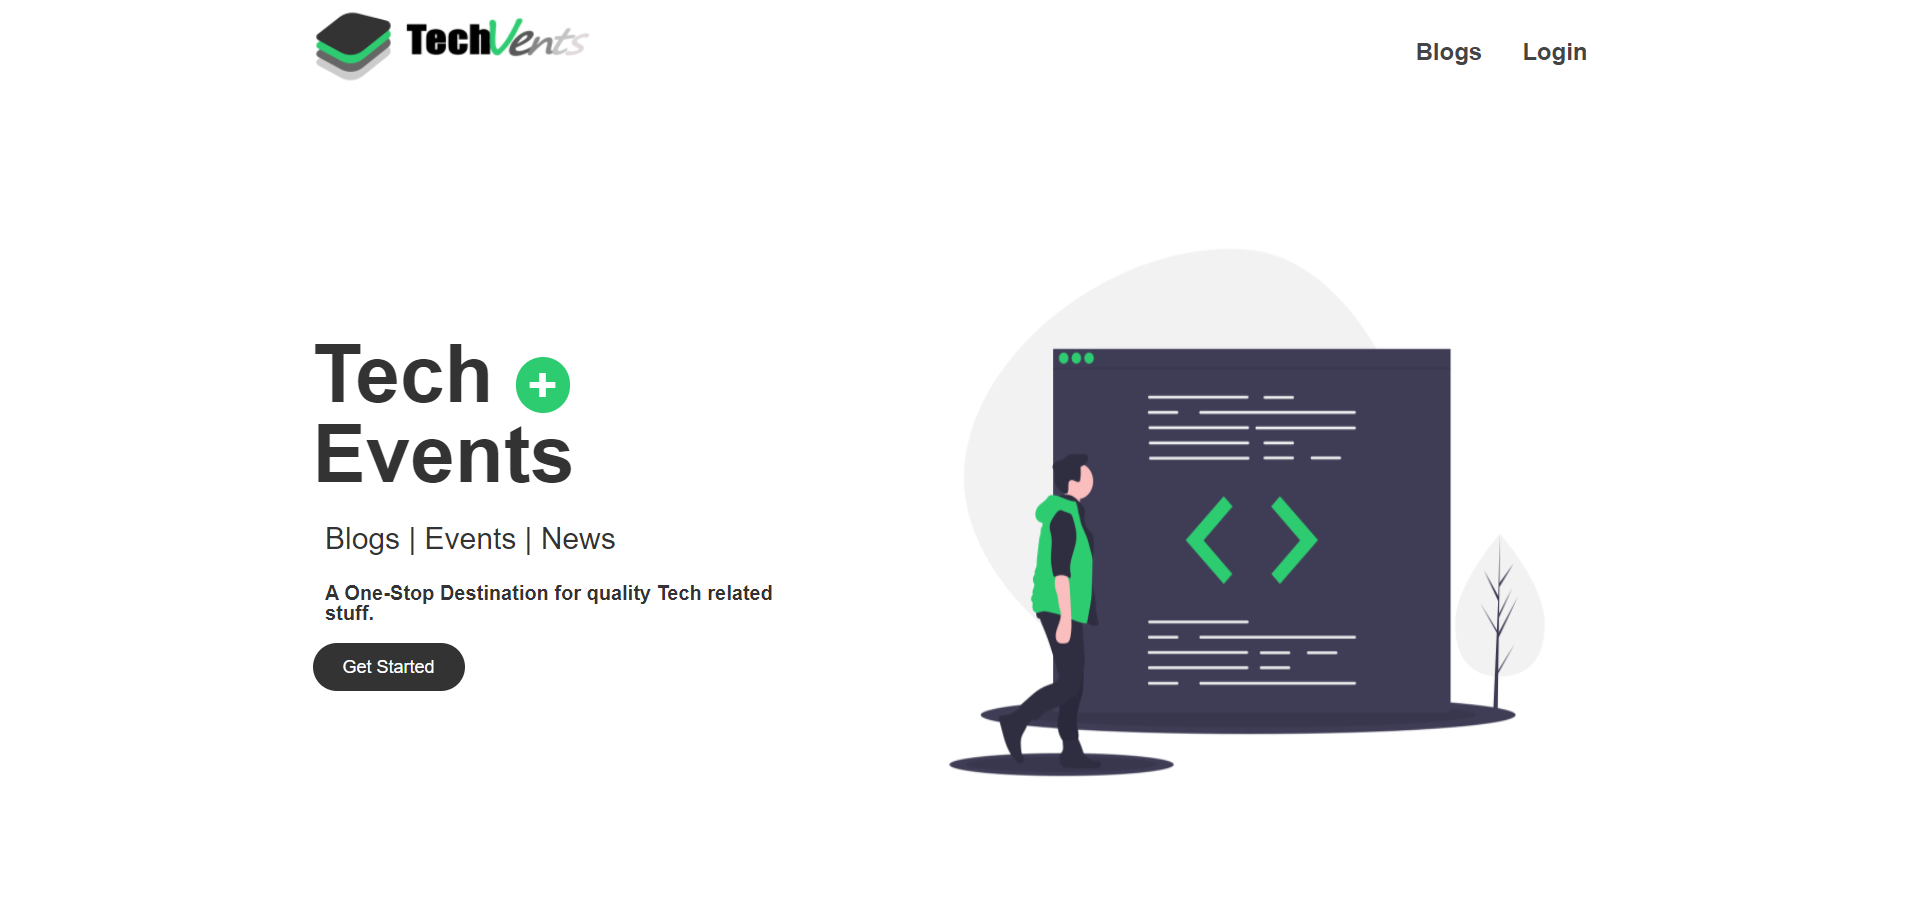 TechVents
Blogs Login
Tech +
Events
Blogs | Events | News
A One-Stop Destination for quality Tech related
stuff.
Get Started